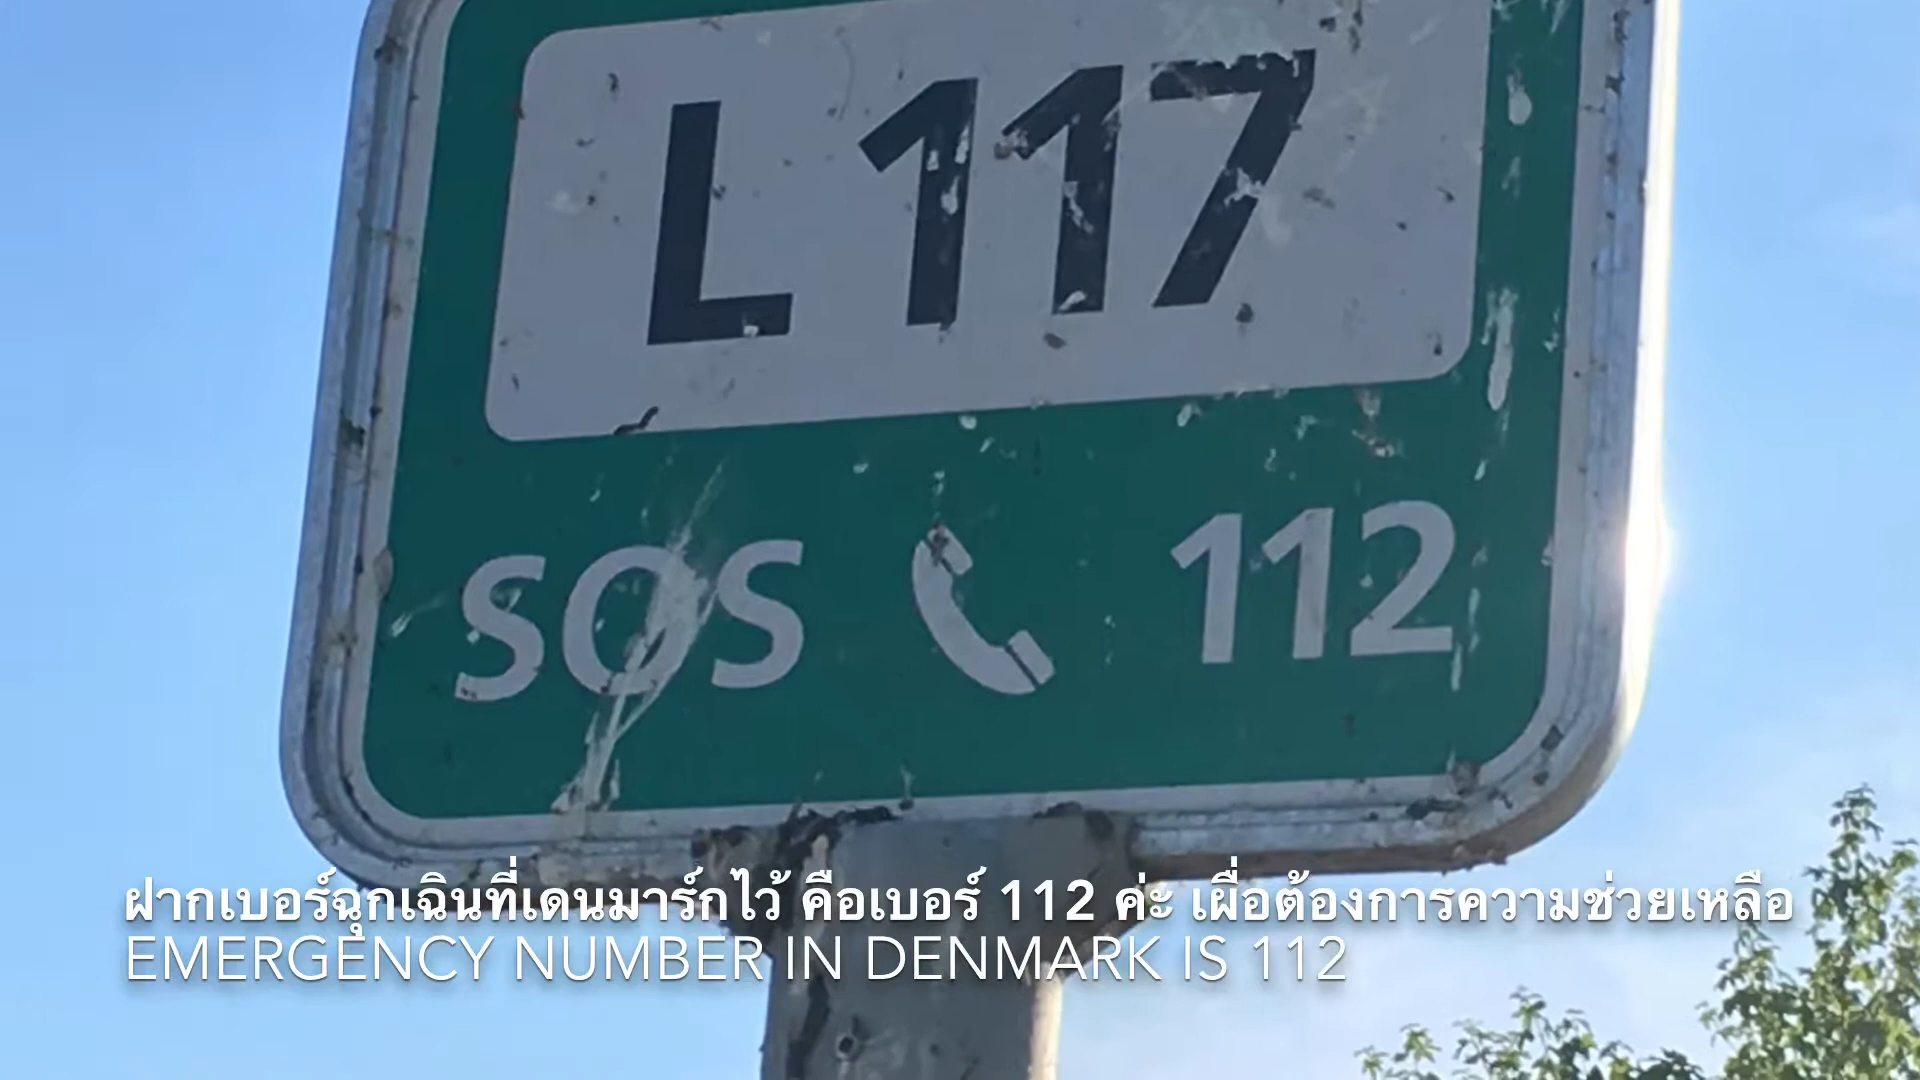 L 117
SOS 112
ฝากเบอร์ฉุกเฉินที่เดนมาร์กไว้ คือเบอร์ 112 ค่ะ เผื่อต้องการความช่วยเหลือ
EMERGENCY NUMBER IN DENMARK IS 112